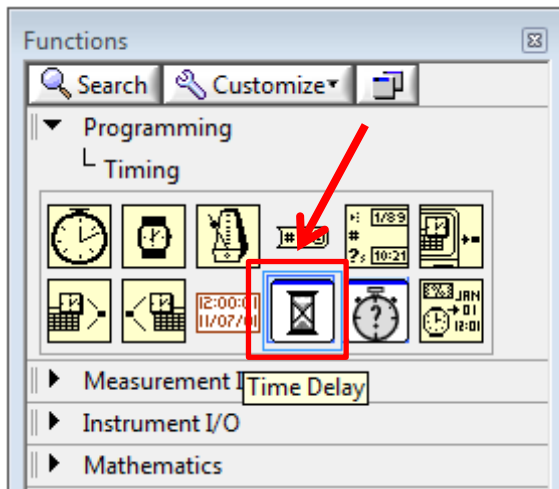 Functions
Search Customize
Programming
Timing
1/89
#
?: 10:21
12:00:01
11/07/01
?
JAN
01
12:01
Measurement I
Time Delay
Instrument I/O
Mathematics